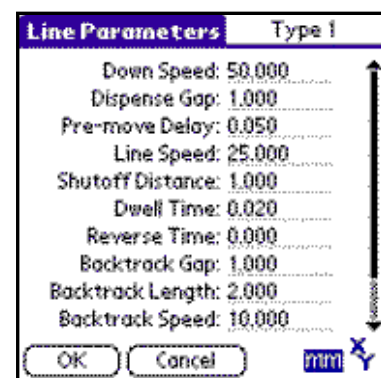 Line Parameters Type 1
Down Speed: 50.000
Dispense Gap: 1.000
Pre-move Delay: 0.050
Line Speed: 25.000
Shutoff Distance: 1.000
Dwell Time: 0.020
Reverse Time: 0.000
Backtrack Gap: 1.000
Backtrack Length: 2.000
Backtrack Speed: 10.000
OK Cancel mm XY